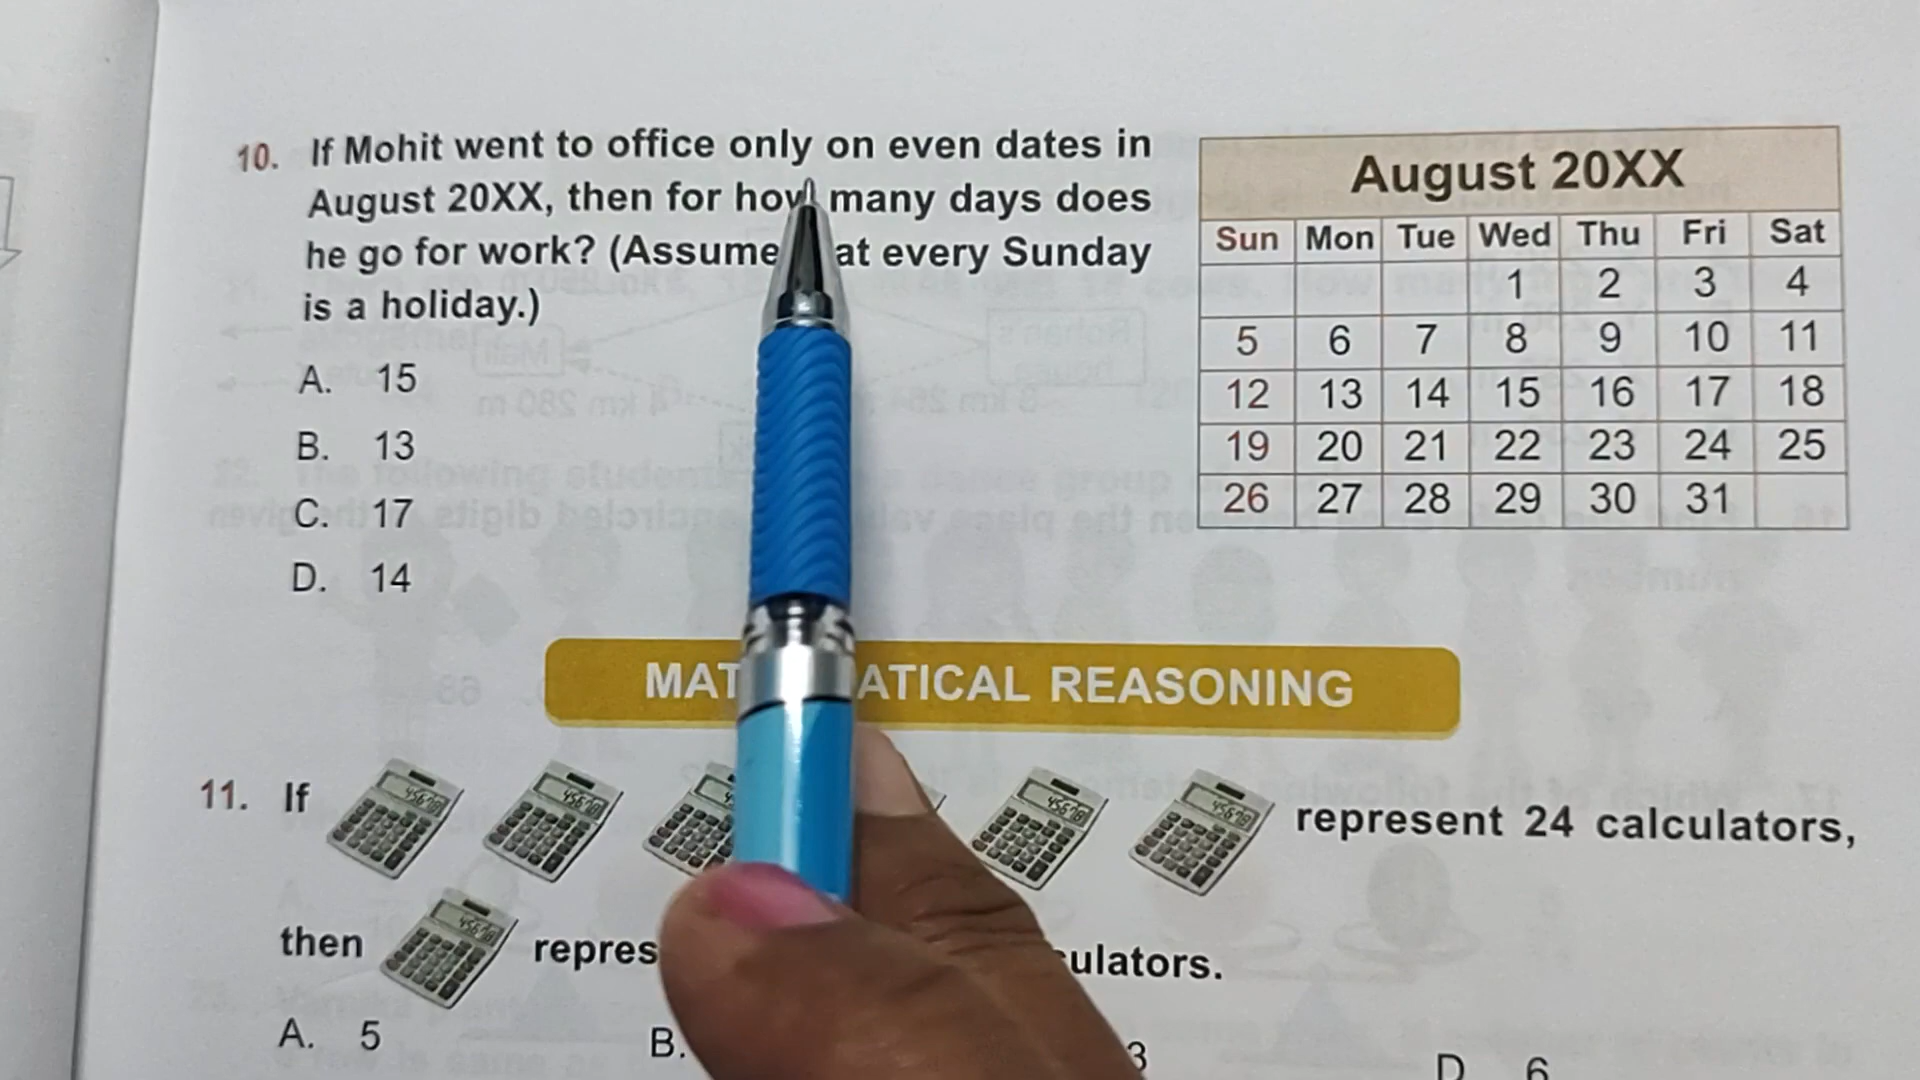 10. If Mohit went to office only on even dates in
August 20XX, then for how many days does
he go for work? (Assume at every Sunday
is a holiday.)
A. 15
B. 13
C. 17
D. 14
August 20XX
Sun Mon Tue Wed Thu Fri Sat
1 2 3 4
5 6 7 8 9 10 11
12 13 14 15 16 17 18
19 20 21 22 23 24 25
26 27 28 29 30 31
MAT ATICAL REASONING
11. If represent 24 calculators,
then repres ulators.
A. 5 B. 3 D 6